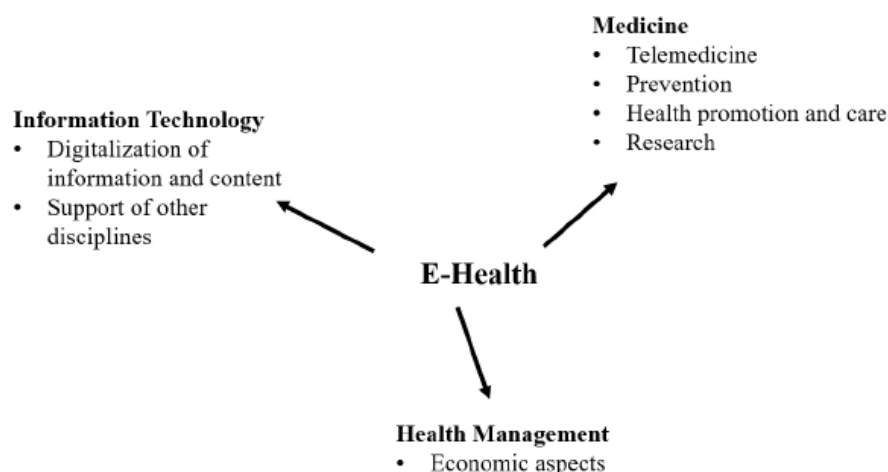 Medicine
• Telemedicine
• Prevention
• Health promotion and care
• Research
Information Technology
• Digitalization of
information and content
• Support of other
disciplines
E-Health
Health Management
• Economic aspects